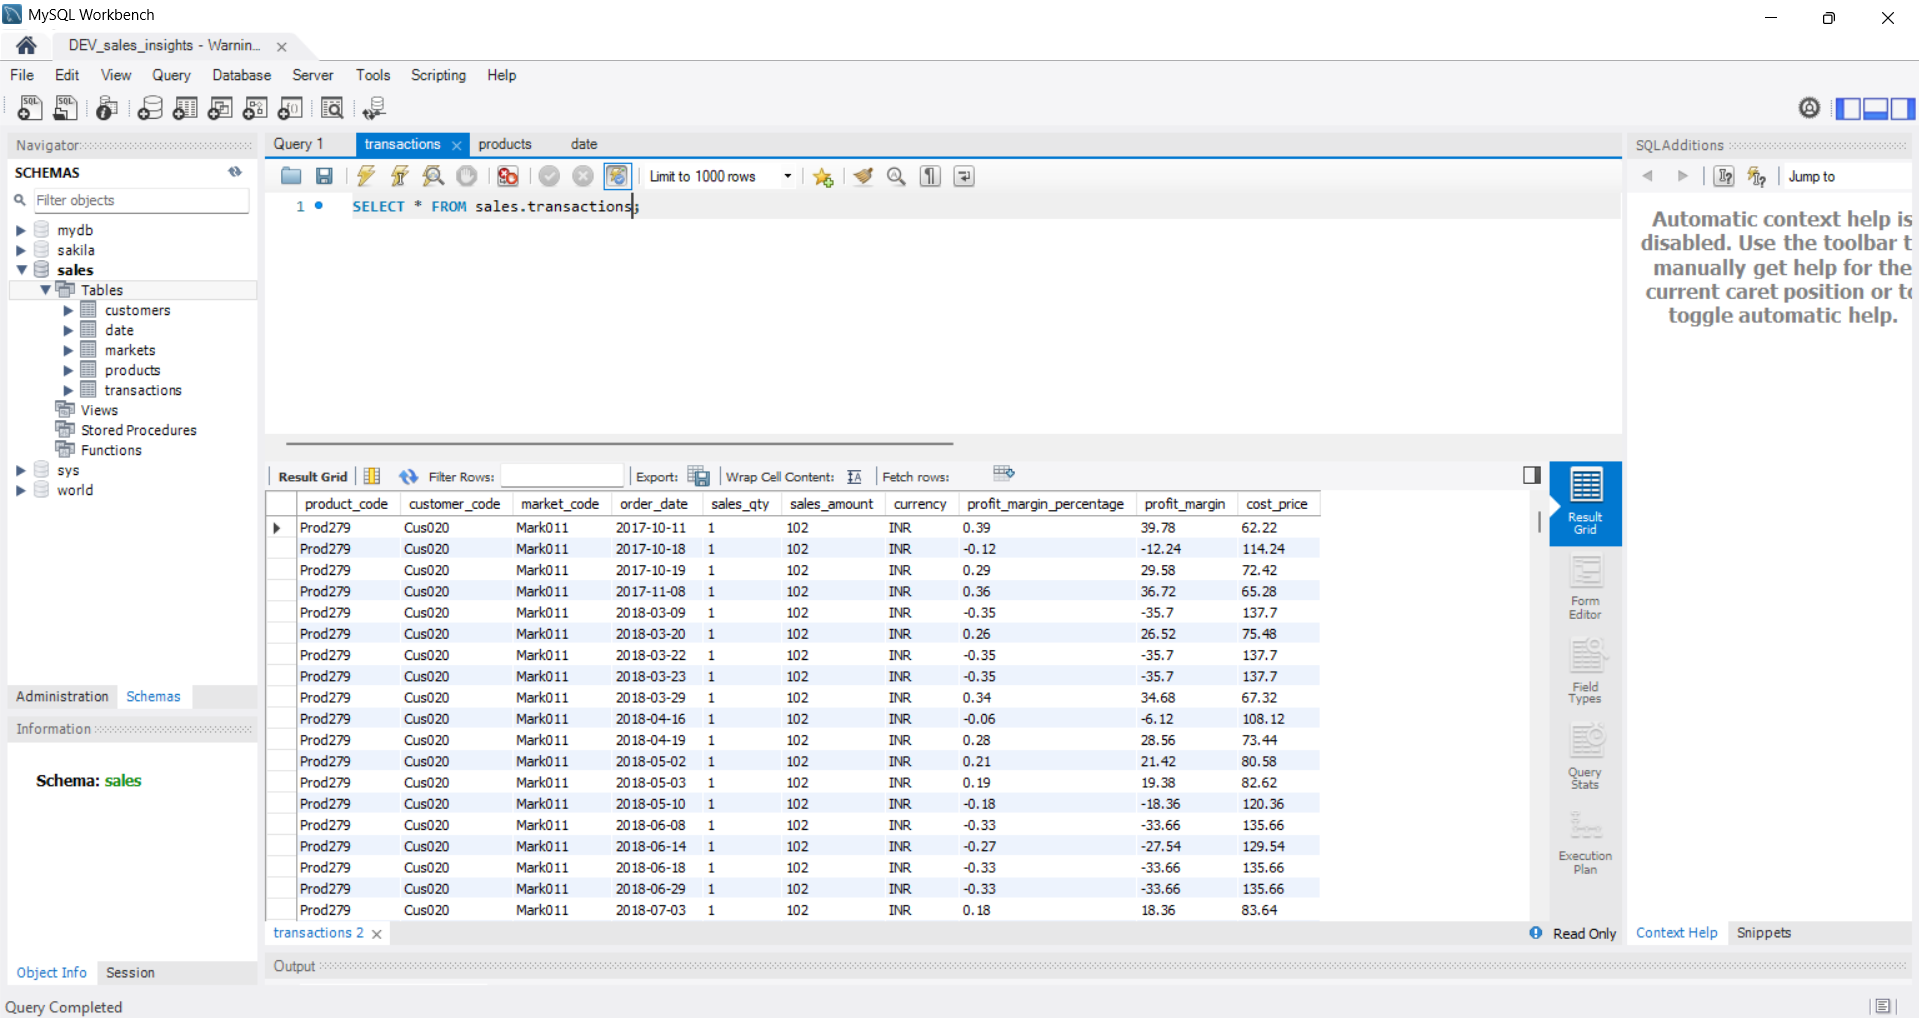 MySQL Workbench
DEV_sales_insights - Warnin...
File Edit View Query Database Server Tools Scripting Help
Navigator
SCHEMAS
Filter objects
mydb
sakila
sales
Tables
customers
date
markets
products
transactions
Views
Stored Procedures
Functions
sys
world
Administration Schemas
Information
Schema: sales
Object Info Session
Query 1 transactions products date
Limit to 1000 rows
1 SELECT * FROM sales.transactions;
Result Grid Filter Rows: Export: Wrap Cell Content: Fetch rows:
product_code customer_code market_code order_date sales_qty sales_amount currency profit_margin_percentage profit_margin cost_price
Prod279 Cus020 Mark011 2017-10-11 1 102 INR 0.39 39.78 62.22
Prod279 Cus020 Mark011 2017-10-18 1 102 INR -0.12 -12.24 114.24
Prod279 Cus020 Mark011 2017-10-19 1 102 INR 0.29 29.58 72.42
Prod279 Cus020 Mark011 2017-11-08 1 102 INR 0.36 36.72 65.28
Prod279 Cus020 Mark011 2018-03-09 1 102 INR -0.35 -35.7 137.7
Prod279 Cus020 Mark011 2018-03-20 1 102 INR 0.26 26.52 75.48
Prod279 Cus020 Mark011 2018-03-22 1 102 INR -0.35 -35.7 137.7
Prod279 Cus020 Mark011 2018-03-23 1 102 INR -0.35 -35.7 137.7
Prod279 Cus020 Mark011 2018-03-29 1 102 INR 0.34 34.68 67.32
Prod279 Cus020 Mark011 2018-04-16 1 102 INR -0.06 -6.12 108.12
Prod279 Cus020 Mark011 2018-04-19 1 102 INR 0.28 28.56 73.44
Prod279 Cus020 Mark011 2018-05-02 1 102 INR 0.21 21.42 80.58
Prod279 Cus020 Mark011 2018-05-03 1 102 INR 0.19 19.38 82.62
Prod279 Cus020 Mark011 2018-05-10 1 102 INR -0.18 -18.36 120.36
Prod279 Cus020 Mark011 2018-06-08 1 102 INR -0.33 -33.66 135.66
Prod279 Cus020 Mark011 2018-06-14 1 102 INR -0.27 -27.54 129.54
Prod279 Cus020 Mark011 2018-06-18 1 102 INR -0.33 -33.66 135.66
Prod279 Cus020 Mark011 2018-06-29 1 102 INR -0.33 -33.66 135.66
Prod279 Cus020 Mark011 2018-07-03 1 102 INR 0.18 18.36 83.64
transactions 2
Read Only
Output
Result
Grid
Form
Editor
Field
Types
Query
Stats
Execution
Plan
SQLAdditions
Jump to
Automatic context help is
disabled. Use the toolbar t
manually get help for the
current caret position or to
toggle automatic help.
Context Help Snippets
Query Completed